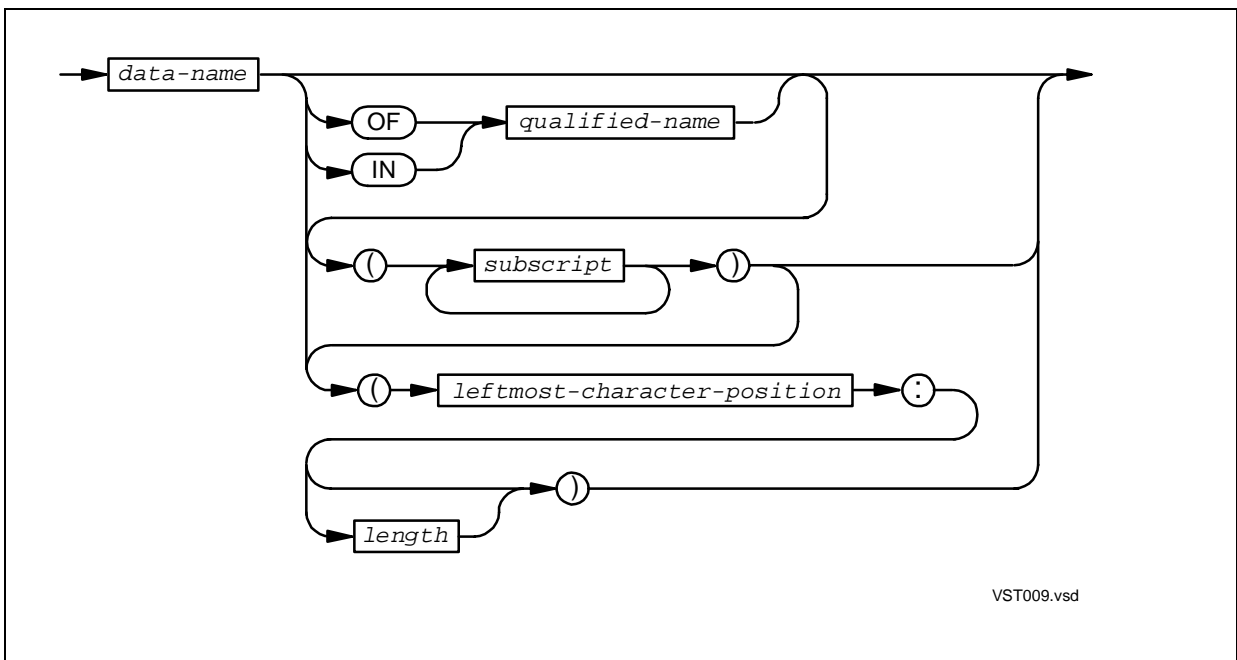 data-name
OF qualified-name
IN
( subscript )
( leftmost-character-position :
)
length
VST009.vsd